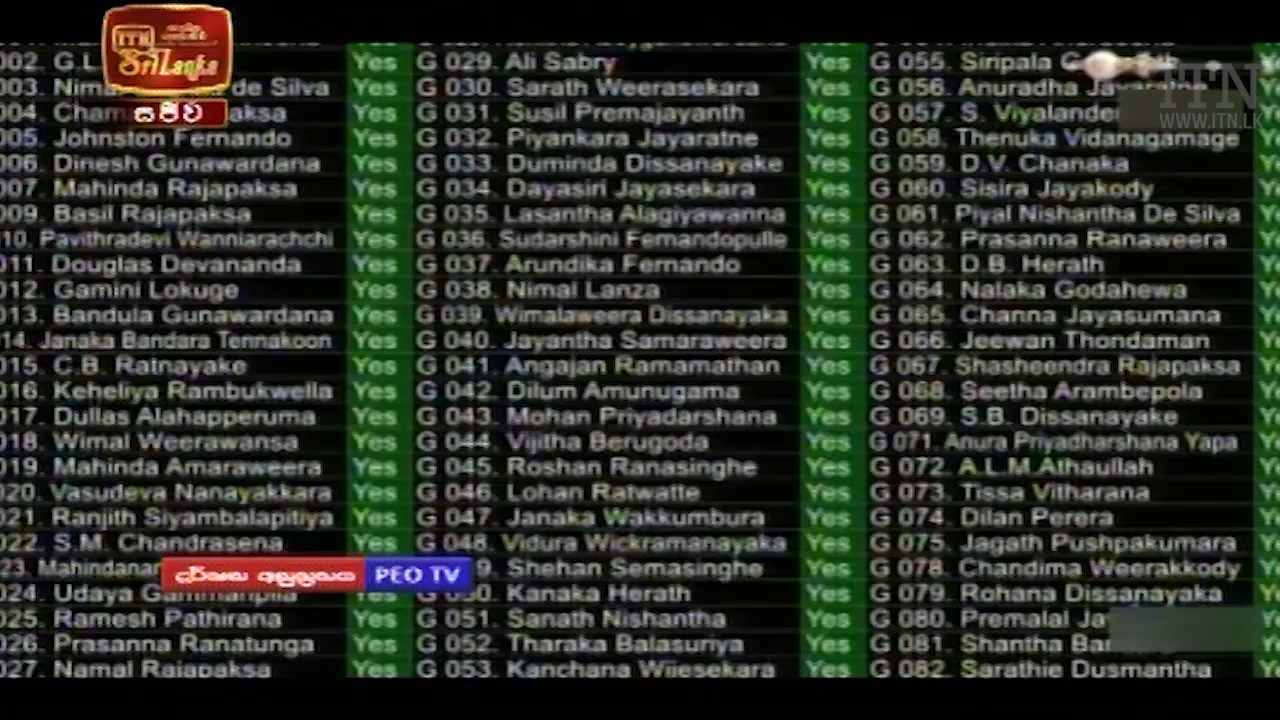 ITN
Sri Lanka
සජීව
ITN
WWW.ITN.LK
002. G.L. Yes G 029. Ali Sabry Yes G 055. Siripala
003. de Silva Yes G 030. Sarath Weerasekara Yes G 056. Anuradha Jayaratne
004. Yes G 031. Susil Premajayanth Yes G 057. S. Viyalander
005. Johnston Fernando Yes G 032. Piyankara Jayaratne Yes G 058. Thenuka Vidanagamage
006. Dinesh Gunawardana Yes G 033. Duminda Dissanayake Yes G 059. D.V. Chanaka
007. Mahinda Rajapaksa Yes G 034. Dayasiri Jayasekara Yes G 060. Sisira Jayakody
009. Basil Rajapaksa Yes G 035. Lasantha Alagiyawanna Yes G 061. Piyal Nishantha De Silva
010. Pavithradevi Wanniarachchi Yes G 036. Sudarshini Fernandopulle Yes G 062. Prasanna Ranaweera
011. Douglas Devananda Yes G 037. Arundika Fernando Yes G 063. D.B. Herath
012. Gamini Lokuge Yes G 038. Nimal Lanza Yes G 064. Nalaka Godahewa
013. Bandula Gunawardana Yes G 039. Wimalaweera Dissanayaka Yes G 065. Channa Jayasumana
014. Janaka Bandara Tennakoon Yes G 040. Jayantha Samaraweera Yes G 066. Jeewan Thondaman
015. C.B. Ratnayake Yes G 041. Angajan Ramamathan Yes G 067. Shasheendra Rajapaksa
016. Keheliya Rambukwella Yes G 042. Dilum Amunugama Yes G 068. Seetha Arambepola
017. Dullas Alahapperuma Yes G 043. Mohan Priyadarshana Yes G 069. S.B. Dissanayake
018. Wimal Weerawansa Yes G 044. Vijitha Berugoda Yes G 071. Anura Priyadharshana Yapa
019. Mahinda Amaraweera Yes G 045. Roshan Ranasinghe Yes G 072. A.L.M.Athaullah
020. Vasudeva Nanayakkara Yes G 046. Lohan Ratwatte Yes G 073. Tissa Vitharana
021. Ranjith Siyambalapitiya Yes G 047. Janaka Wakkumbura Yes G 074. Dilan Perera
022. S.M. Chandrasena Yes G 048. Vidura Wickramanayaka Yes G 075. Jagath Pushpakumara
23. Shehan Semasinghe Yes G 078. Chandima Weerakkody
024. Udaya Gammanpila Yes Kanaka Herath Yes G 079. Rohana Dissanayaka
025. Ramesh Pathirana Yes G 051. Sanath Nishantha Yes G 080. Premalal
026. Prasanna Ranatunga Yes G 052. Tharaka Balasuriya Yes G 081. Shantha
027. Namal Rajapaksa Yes G 053. Kanchana Wijesekara Yes G 082. Sarathie Dusmantha
PEO TV